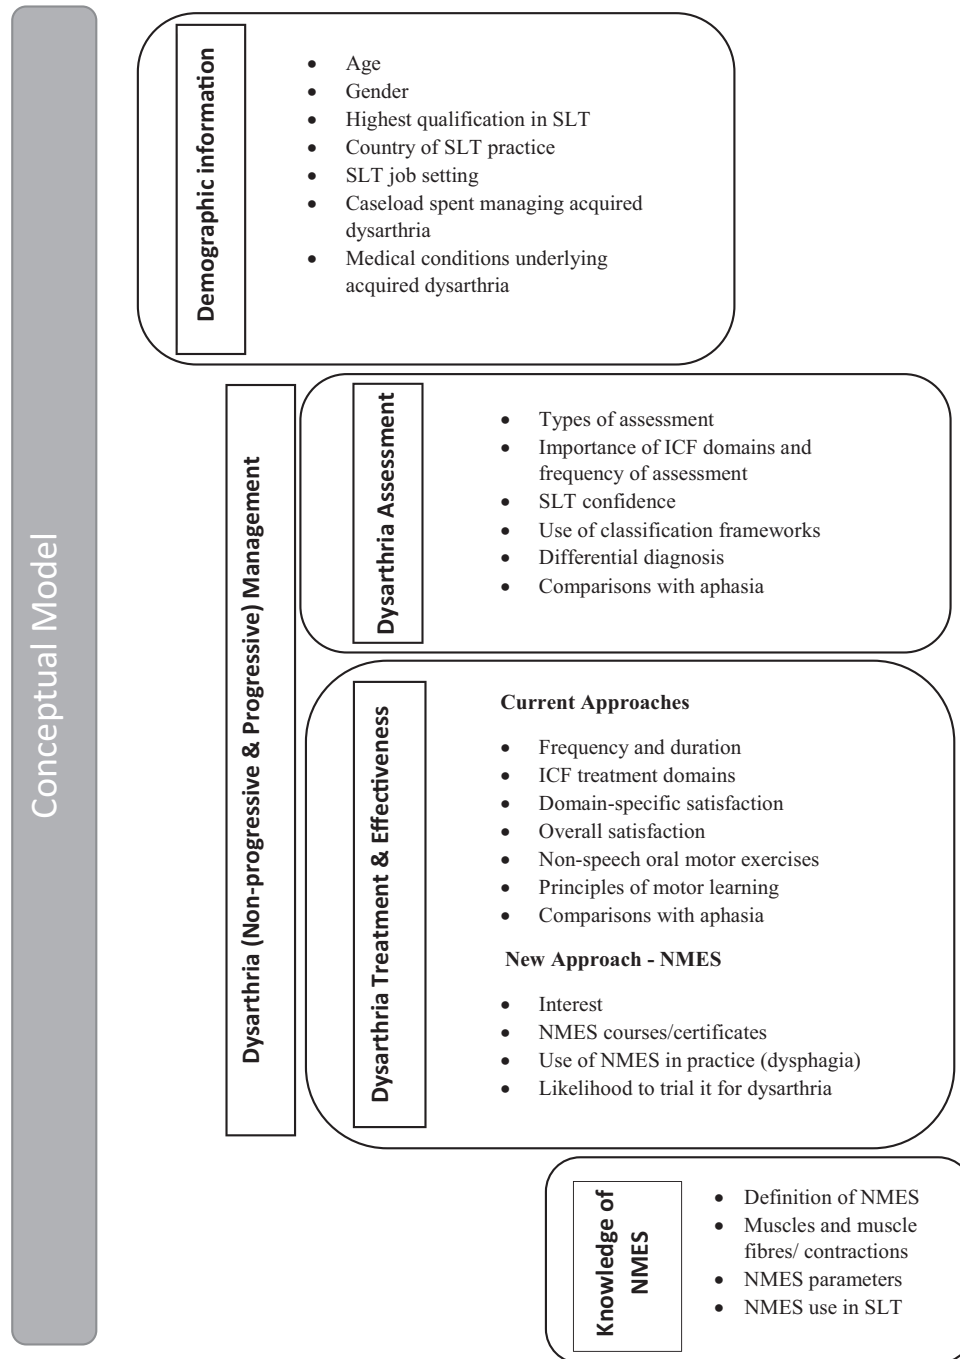 Conceptual Model
Demographic information
• Age
• Gender
• Highest qualification in SLT
• Country of SLT practice
• SLT job setting
• Caseload spent managing acquired
dysarthria
• Medical conditions underlying
acquired dysarthria
Dysarthria (Non-progressive & Progressive) Management
Dysarthria Assessment
• Types of assessment
• Importance of ICF domains and
frequency of assessment
• SLT confidence
• Use of classification frameworks
• Differential diagnosis
• Comparisons with aphasia
Dysarthria Treatment & Effectiveness
Current Approaches
• Frequency and duration
• ICF treatment domains
• Domain-specific satisfaction
• Overall satisfaction
• Non-speech oral motor exercises
• Principles of motor learning
• Comparisons with aphasia
New Approach - NMES
• Interest
• NMES courses/certificates
• Use of NMES in practice (dysphagia)
• Likelihood to trial it for dysarthria
Knowledge of
NMES
• Definition of NMES
• Muscles and muscle
fibres/ contractions
• NMES parameters
• NMES use in SLT